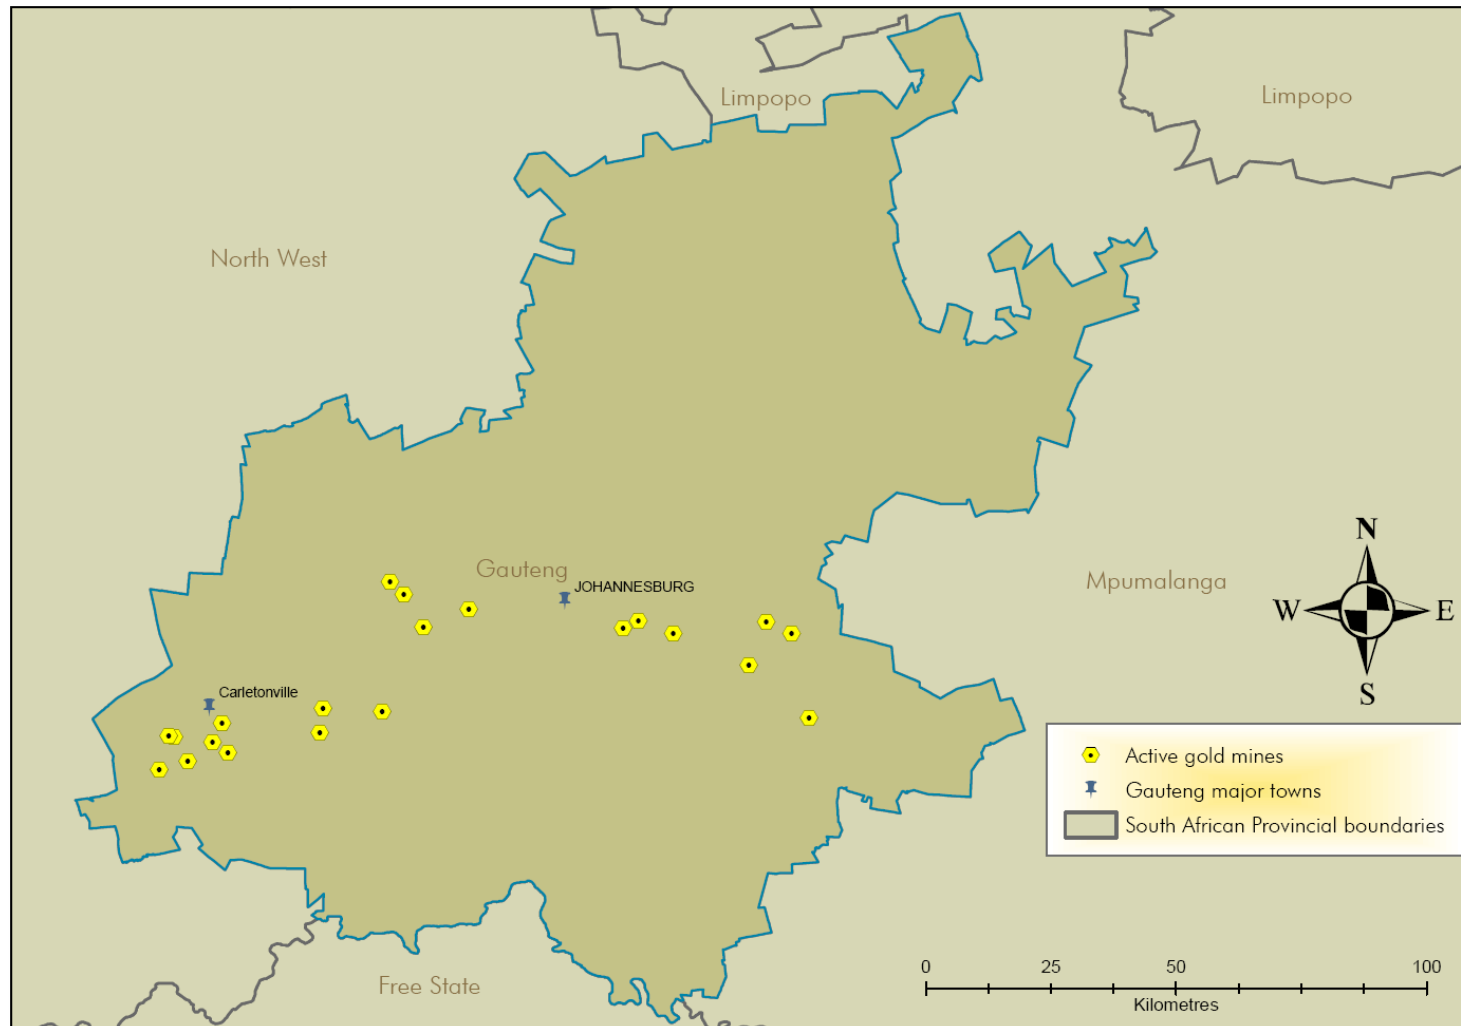 Limpopo
Limpopo
North West
Gauteng
JOHANNESBURG
Mpumalanga
Carletonville
Free State
N
W E
S
Active gold mines
Gauteng major towns
South African Provincial boundaries
0 25 50 100
Kilometres